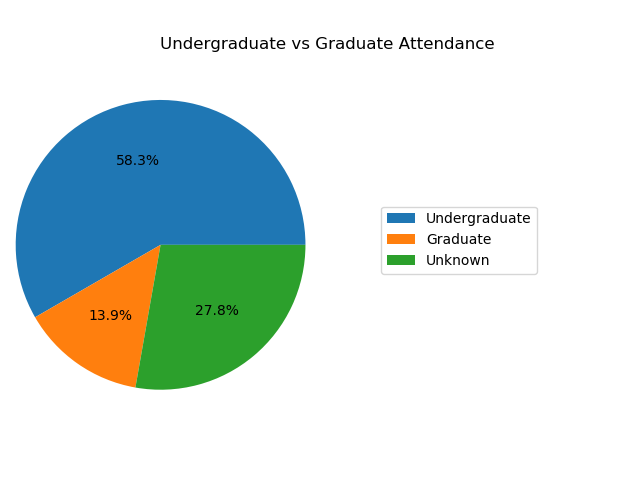 Undergraduate vs Graduate Attendance
58.3%
13.9%
27.8%
Undergraduate
Graduate
Unknown